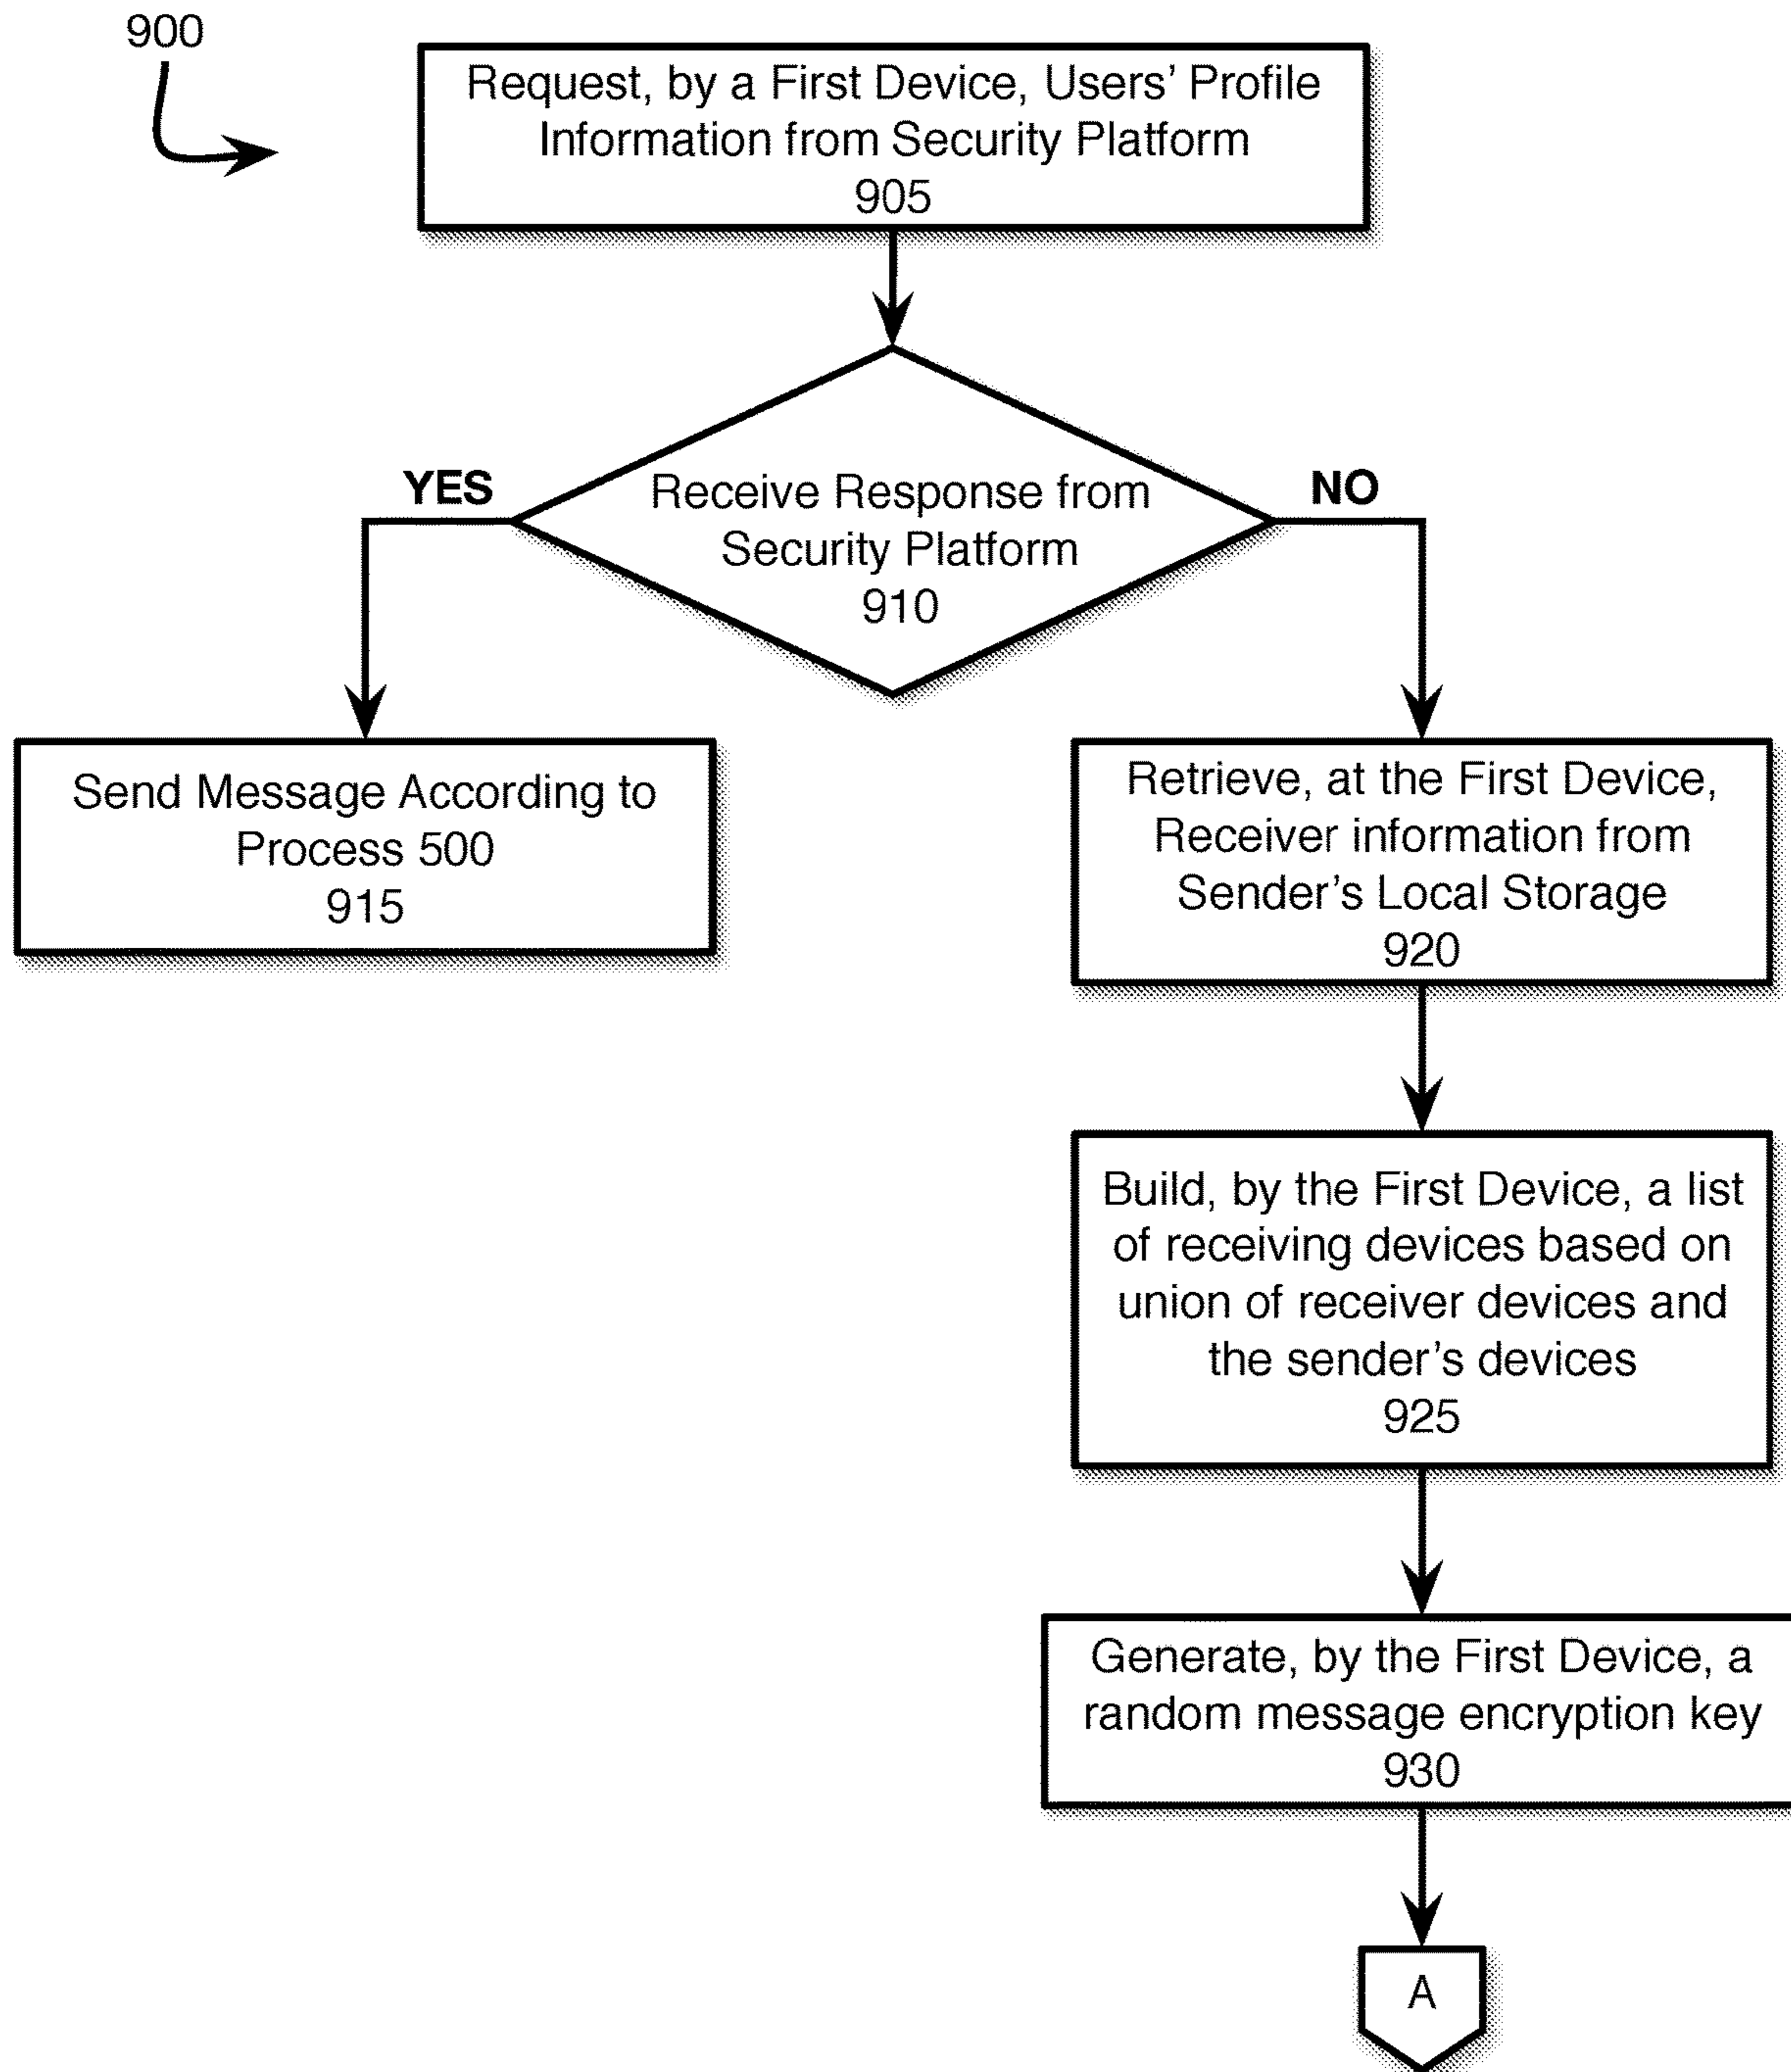 900
Request, by a First Device, Users’ Profile
Information from Security Platform
905
YES
NO
Receive Response from
Security Platform
910
Send Message According to
Process 500
915
Retrieve, at the First Device,
Receiver information from
Sender’s Local Storage
920
Build, by the First Device, a list
of receiving devices based on
union of receiver devices and
the sender’s devices
925
Generate, by the First Device, a
random message encryption key
930
A